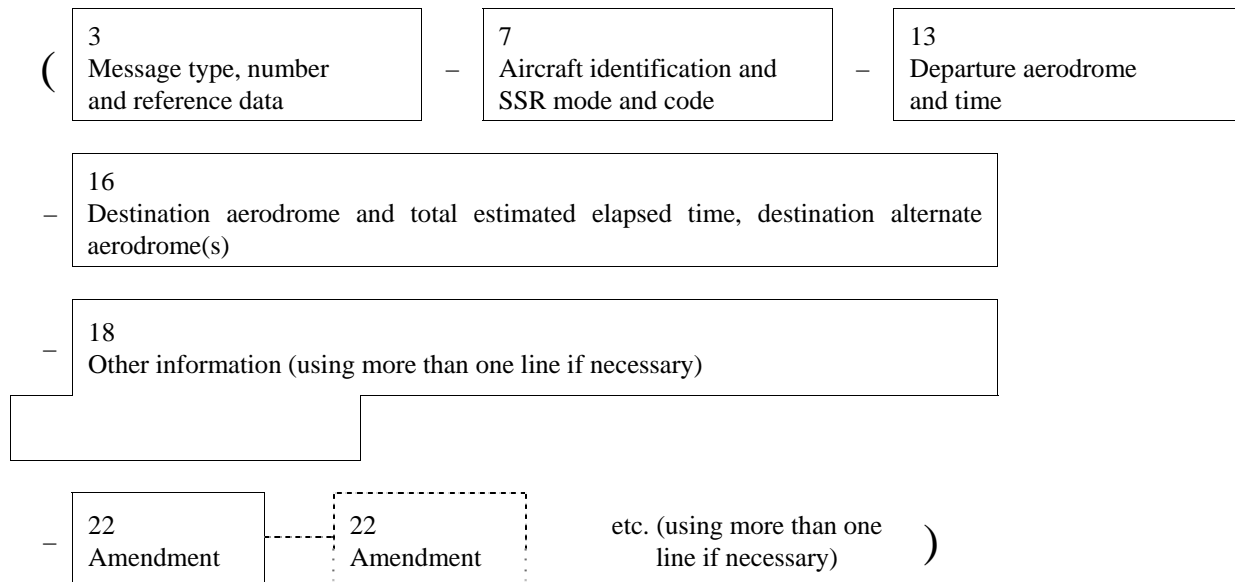 ( 3 – 7 – 13
Message type, number Aircraft identification and Departure aerodrome
and reference data SSR mode and code and time
16
– Destination aerodrome and total estimated elapsed time, destination alternate
aerodrome(s)
18
– Other information (using more than one line if necessary)
– 22 22 etc. (using more than one
Amendment Amendment line if necessary) )